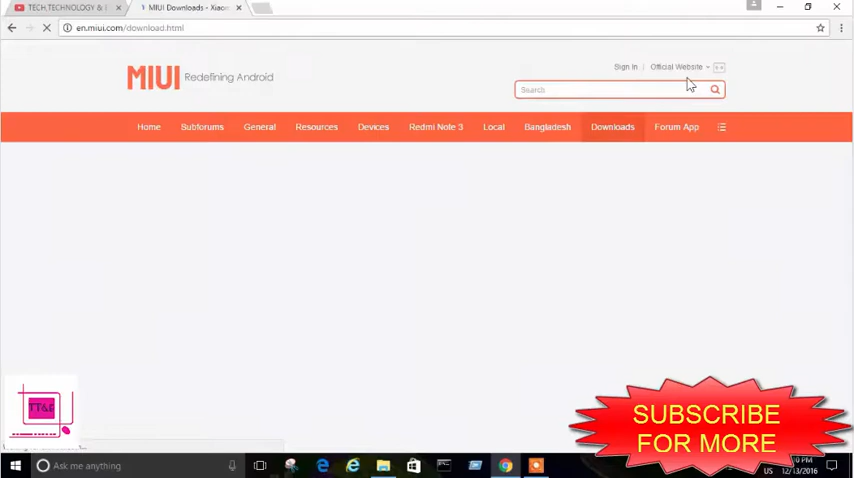 TECH,TECHNOLOGY &
MIUI Downloads - Xiaom
en.miui.com/download.html
MIUI Redefining Android
Sign In | Official Website
Search
Home Subforums General Resources Devices Redmi Note 3 Local Bangladesh Downloads Forum App
TT&P
SUBSCRIBE
FOR MORE
Ask me anything
US 12/13/2016